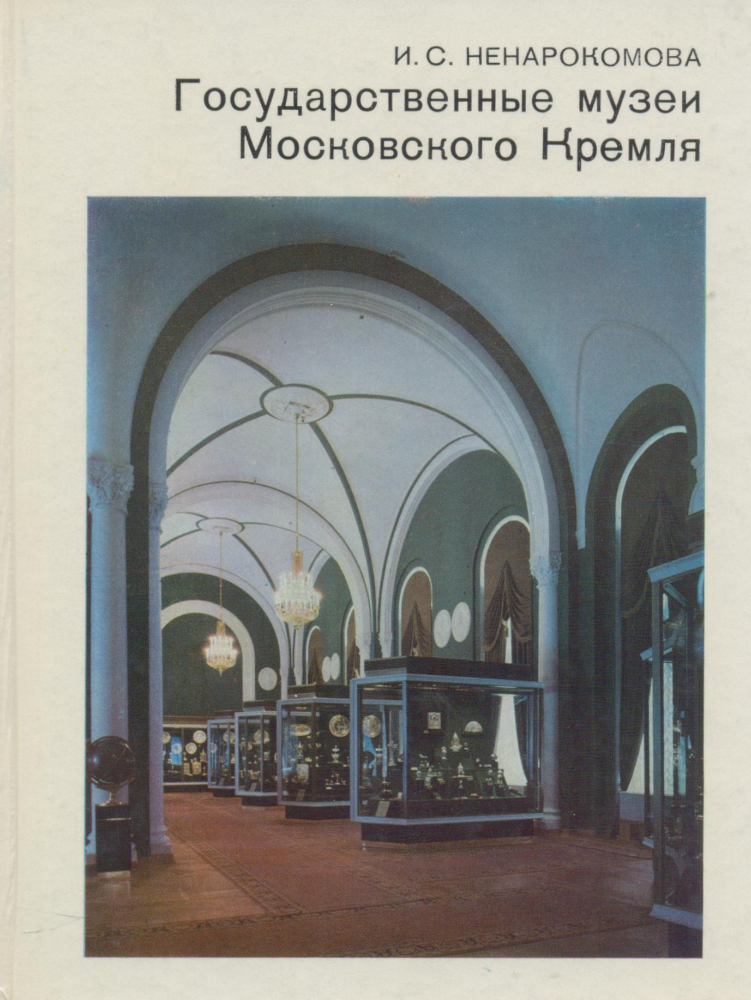 И. С. НЕНАРОКОМОВА
Государственные музеи
Московского Кремля